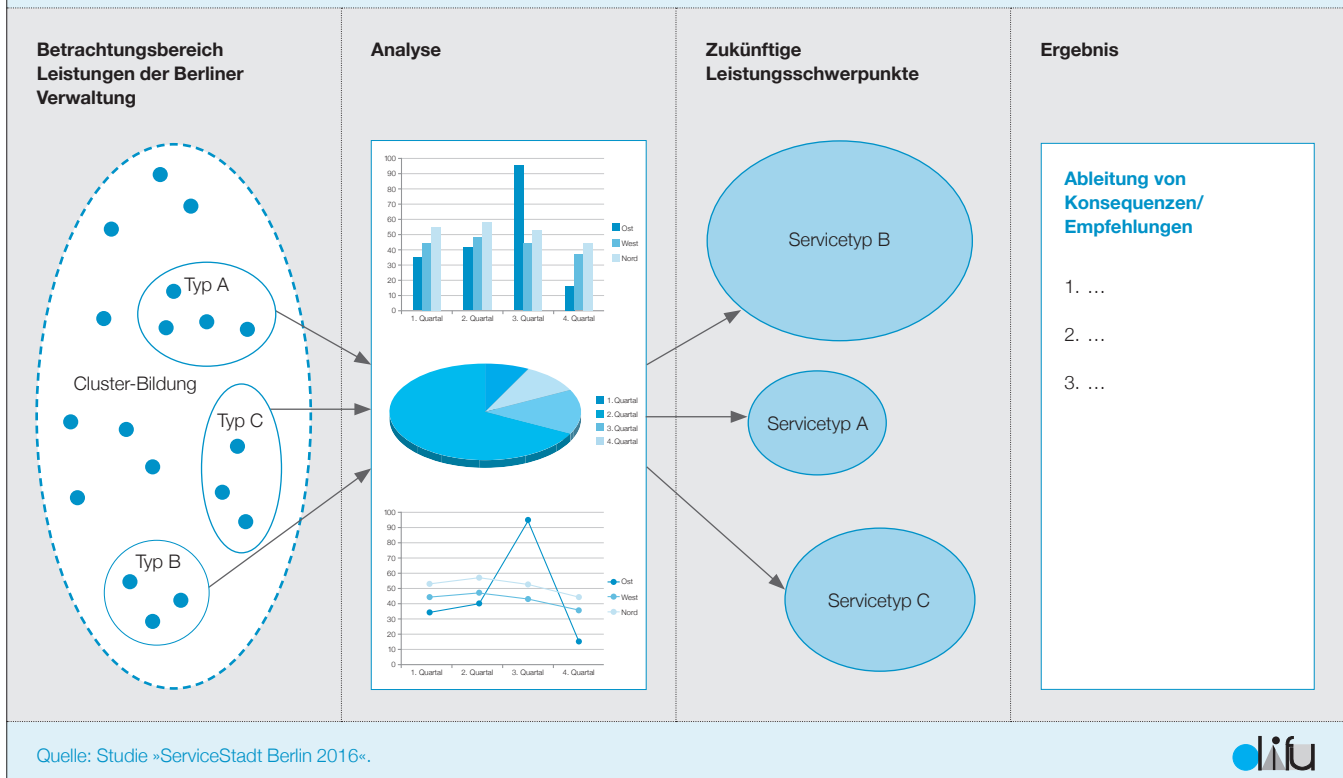 Betrachtungsbereich
Leistungen der Berliner
Verwaltung
Typ A
Cluster-Bildung
Typ C
Typ B
Analyse
100
90
80
70
60
50
40
30
20
10
0
1. Quartal 2. Quartal 3. Quartal 4. Quartal
Ost
West
Nord
1. Quartal
2. Quartal
3. Quartal
4. Quartal
100
90
80
70
60
50
40
30
20
10
0
1. Quartal 2. Quartal 3. Quartal 4. Quartal
Ost
West
Nord
Zukünftige
Leistungsschwerpunkte
Servicetyp B
Servicetyp A
Servicetyp C
Ergebnis
Ableitung von
Konsequenzen/
Empfehlungen
1. …
2. …
3. …
Quelle: Studie »ServiceStadt Berlin 2016«.
lifu